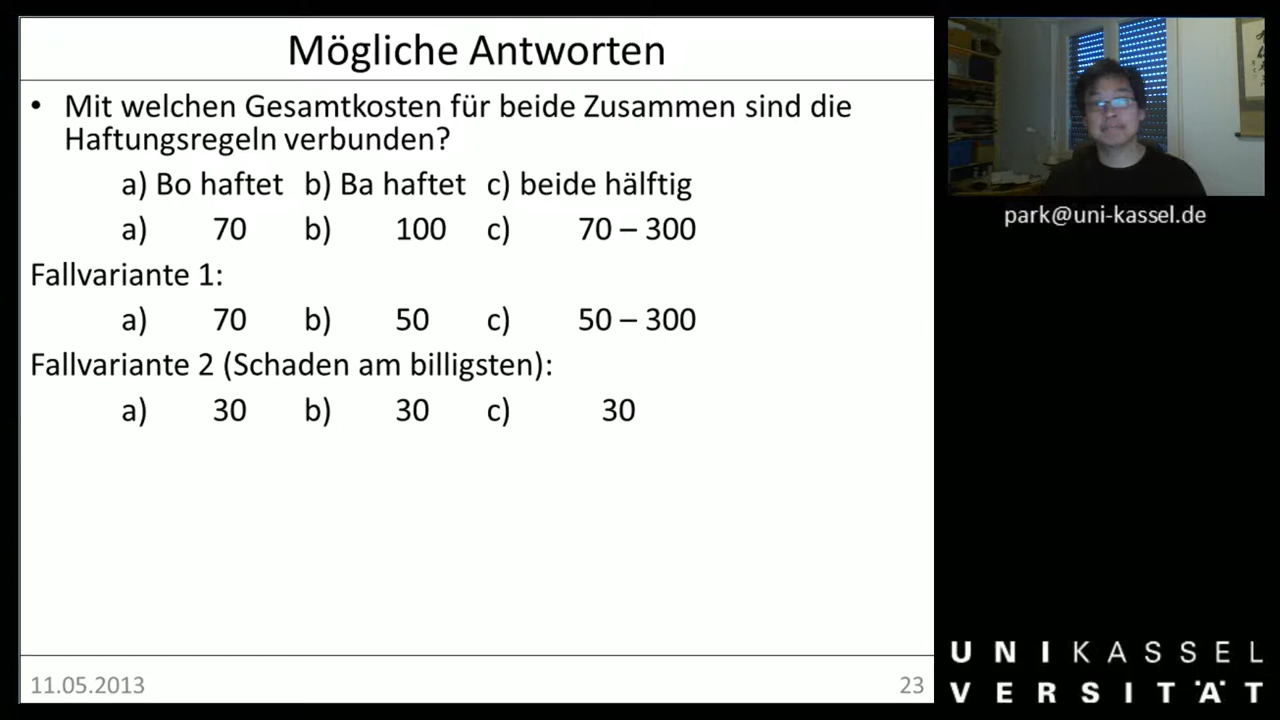 Mögliche Antworten
• Mit welchen Gesamtkosten für beide Zusammen sind die
Haftungsregeln verbunden?
a) Bo haftet b) Ba haftet c) beide hälftig
a) 70 b) 100 c) 70 – 300
Fallvariante 1:
a) 70 b) 50 c) 50 – 300
Fallvariante 2 (Schaden am billigsten):
a) 30 b) 30 c) 30
11.05.2013
23
park@uni-kassel.de
UNIKASSEL
VERSITÄT